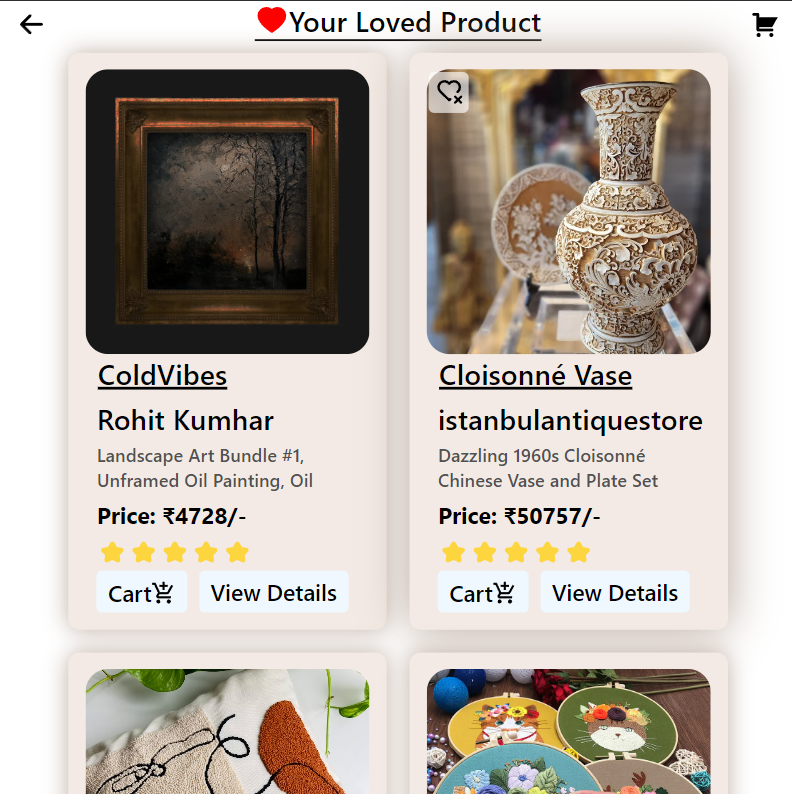 Your Loved Product
ColdVibes
Rohit Kumhar
Landscape Art Bundle #1,
Unframed Oil Painting, Oil
Price: ₹4728/-
Cart
View Details
Cloisonné Vase
istanbulantiquestore
Dazzling 1960s Cloisonné
Chinese Vase and Plate Set
Price: ₹50757/-
Cart
View Details